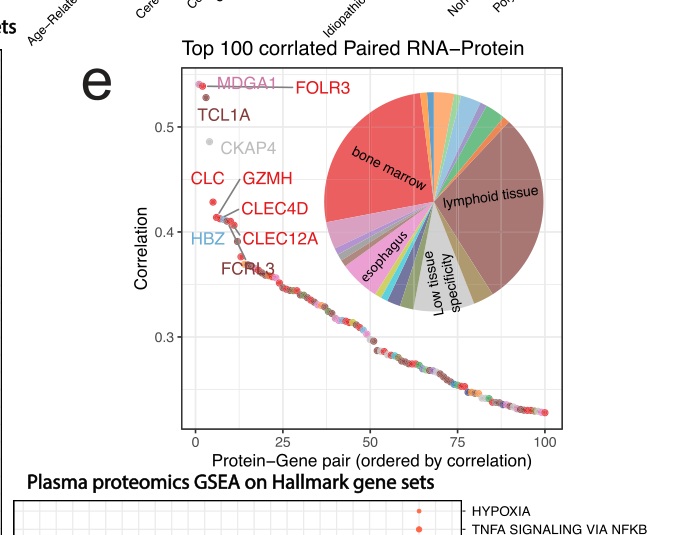 ets
Age−Relate
Cere
Idiopathic
Non
e
Top 100 corrlated Paired RNA−Protein
MDGA1
FOLR3
TCL1A
CKAP4
CLC
GZMH
CLEC4D
HBZ
CLEC12A
FCRL3
bone marrow
lymphoid tissue
esophagus
Low tissue
specificity
Correlation
0.5
0.4
0.3
0
25
50
75
100
Protein−Gene pair (ordered by correlation)
Plasma proteomics GSEA on Hallmark gene sets
HYPOXIA
TNFA SIGNALING VIA NFKB